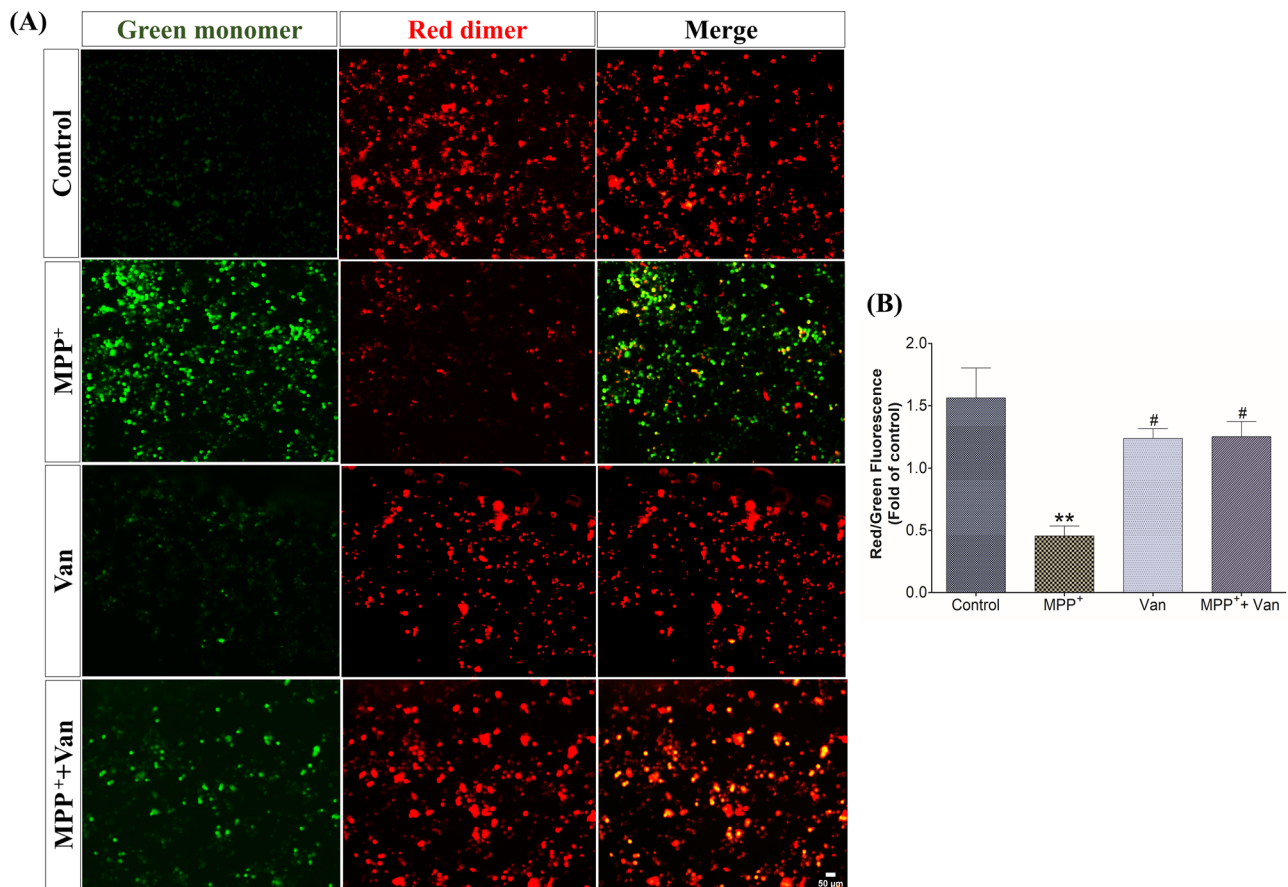 (A)
Green monomer
Red dimer
Merge
Control
MPP⁺
Van
MPP⁺+Van
50 µm
(B)
Red/Green Fluorescence
(Fold of control)
2.0
1.5
1.0
0.5
0.0
**
#
#
Control
MPP⁺
Van
MPP⁺+ Van